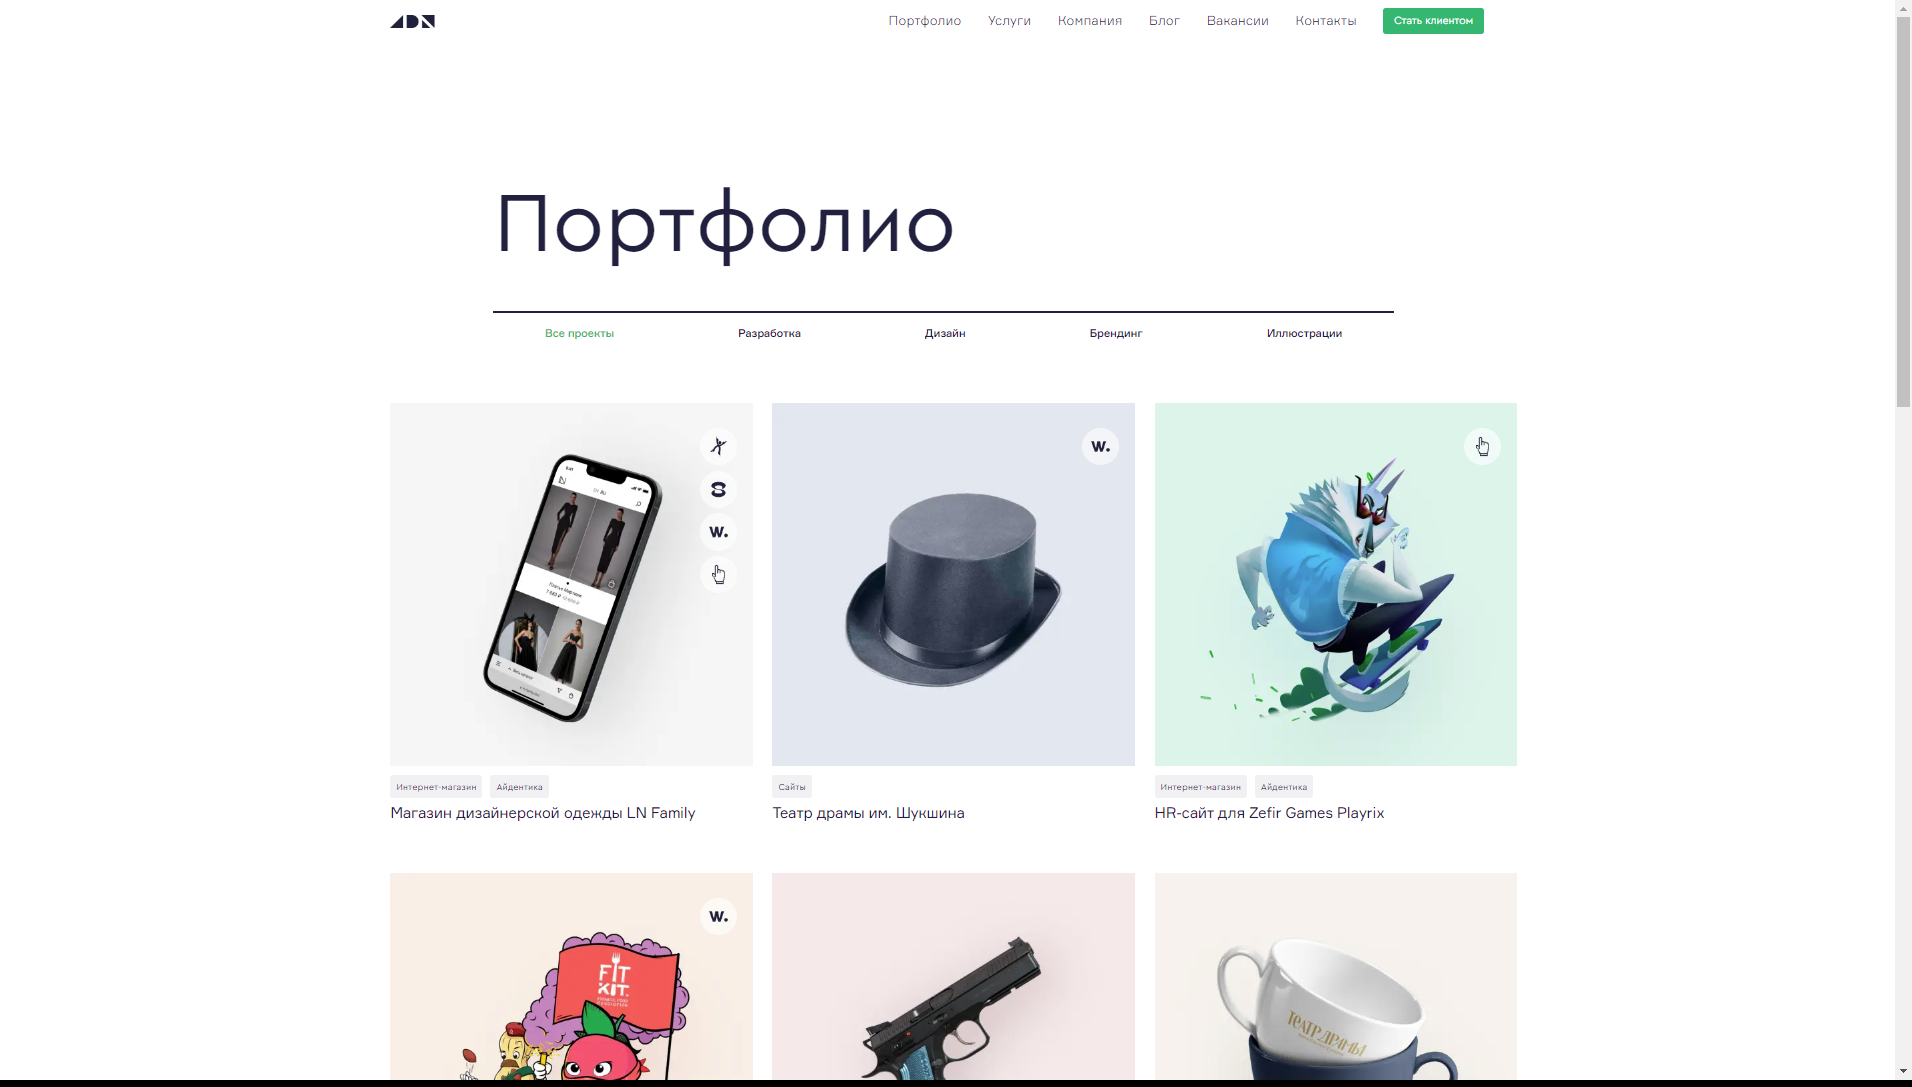 ADN
Портфолио Услуги Компания Блог Вакансии Контакты Стать клиентом
Портфолио
Все проекты Разработка Дизайн Брендинг Иллюстрации
W.
W.
Интернет-магазин Айдентика
Магазин дизайнерской одежды LN Family
Сайты
Театр драмы им. Шукшина
Интернет-магазин Айдентика
HR-сайт для Zefir Games Playrix
W.
FIT
KIT.
ТЕАТР ДРАМЫ